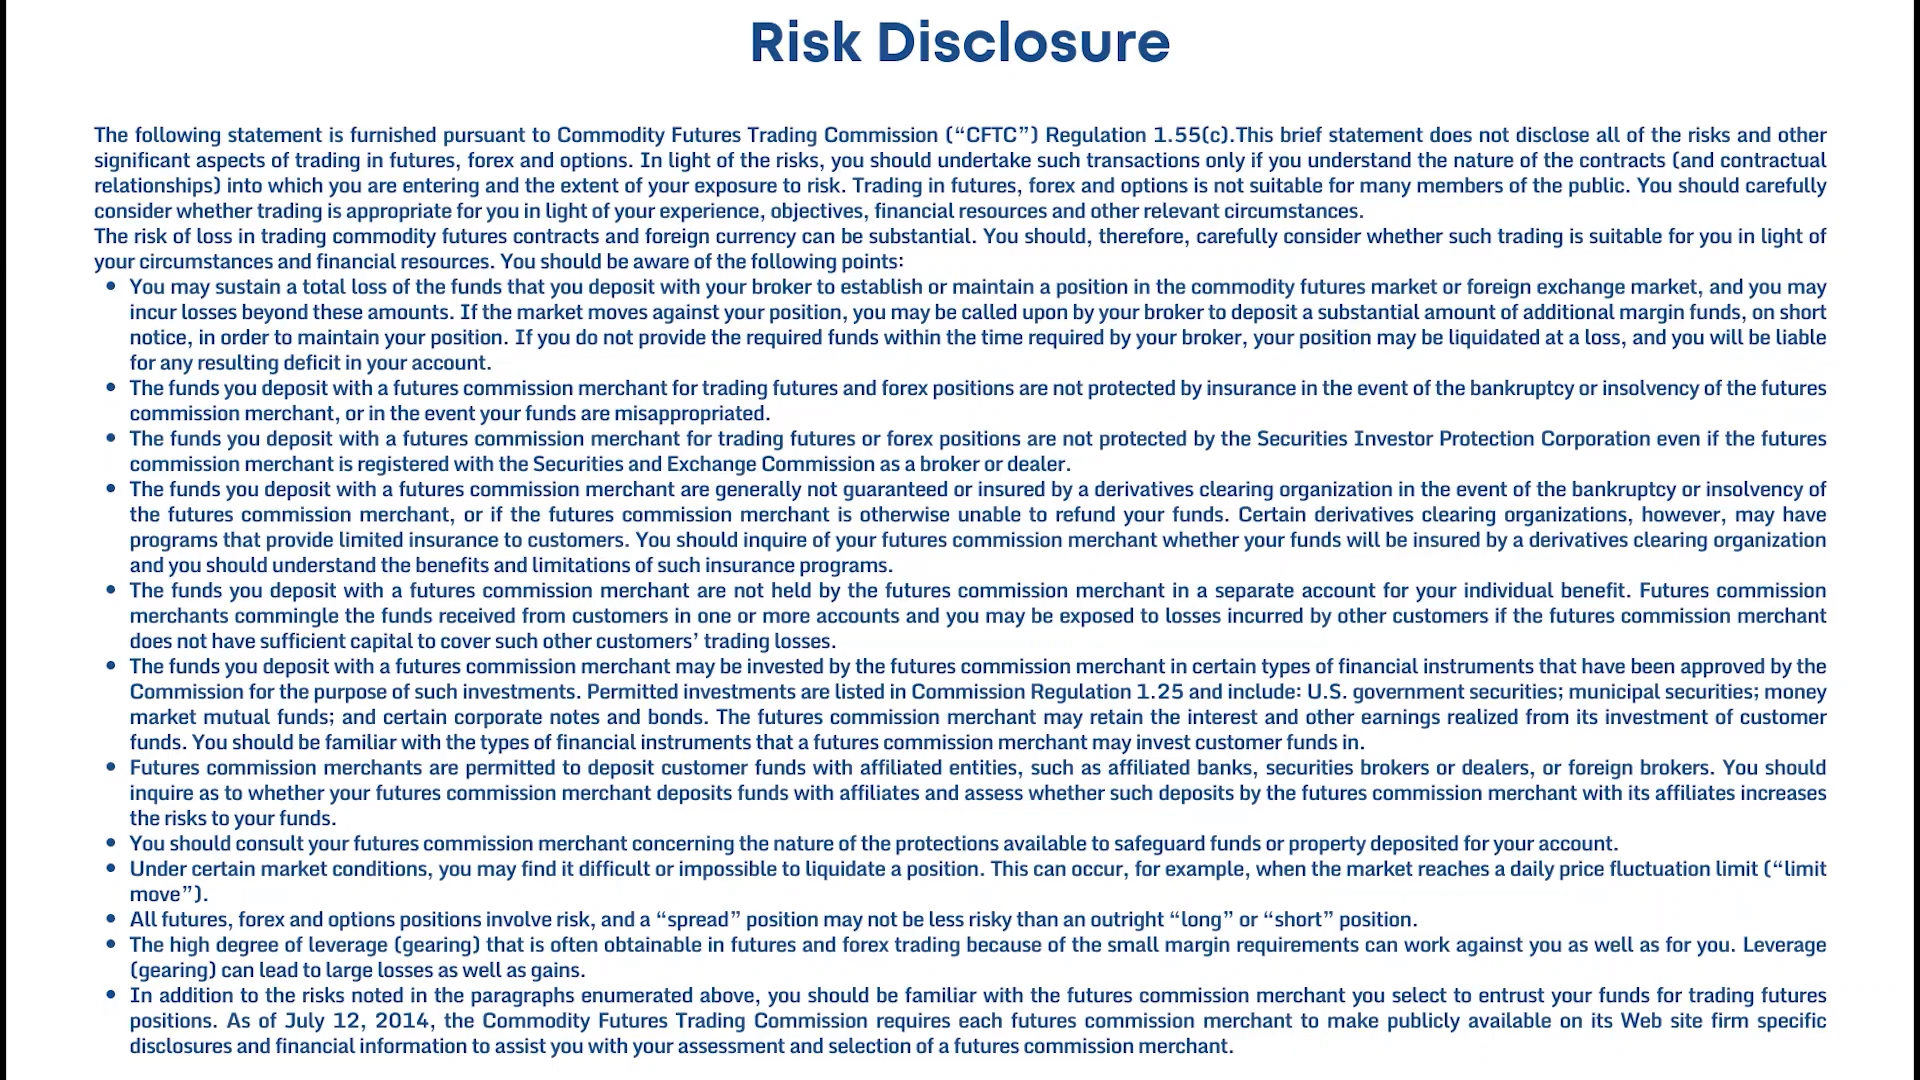 Risk Disclosure
The following statement is furnished pursuant to Commodity Futures Trading Commission (“CFTC”) Regulation 1.55(c).This brief statement does not disclose all of the risks and other
significant aspects of trading in futures, forex and options. In light of the risks, you should undertake such transactions only if you understand the nature of the contracts (and contractual
relationships) into which you are entering and the extent of your exposure to risk. Trading in futures, forex and options is not suitable for many members of the public. You should carefully
consider whether trading is appropriate for you in light of your experience, objectives, financial resources and other relevant circumstances.
The risk of loss in trading commodity futures contracts and foreign currency can be substantial. You should, therefore, carefully consider whether such trading is suitable for you in light of
your circumstances and financial resources. You should be aware of the following points:
• You may sustain a total loss of the funds that you deposit with your broker to establish or maintain a position in the commodity futures market or foreign exchange market, and you may
incur losses beyond these amounts. If the market moves against your position, you may be called upon by your broker to deposit a substantial amount of additional margin funds, on short
notice, in order to maintain your position. If you do not provide the required funds within the time required by your broker, your position may be liquidated at a loss, and you will be liable
for any resulting deficit in your account.
• The funds you deposit with a futures commission merchant for trading futures and forex positions are not protected by insurance in the event of the bankruptcy or insolvency of the futures
commission merchant, or in the event your funds are misappropriated.
• The funds you deposit with a futures commission merchant for trading futures or forex positions are not protected by the Securities Investor Protection Corporation even if the futures
commission merchant is registered with the Securities and Exchange Commission as a broker or dealer.
• The funds you deposit with a futures commission merchant are generally not guaranteed or insured by a derivatives clearing organization in the event of the bankruptcy or insolvency of
the futures commission merchant, or if the futures commission merchant is otherwise unable to refund your funds. Certain derivatives clearing organizations, however, may have
programs that provide limited insurance to customers. You should inquire of your futures commission merchant whether your funds will be insured by a derivatives clearing organization
and you should understand the benefits and limitations of such insurance programs.
• The funds you deposit with a futures commission merchant are not held by the futures commission merchant in a separate account for your individual benefit. Futures commission
merchants commingle the funds received from customers in one or more accounts and you may be exposed to losses incurred by other customers if the futures commission merchant
does not have sufficient capital to cover such other customers’ trading losses.
• The funds you deposit with a futures commission merchant may be invested by the futures commission merchant in certain types of financial instruments that have been approved by the
Commission for the purpose of such investments. Permitted investments are listed in Commission Regulation 1.25 and include: U.S. government securities; municipal securities; money
market mutual funds; and certain corporate notes and bonds. The futures commission merchant may retain the interest and other earnings realized from its investment of customer
funds. You should be familiar with the types of financial instruments that a futures commission merchant may invest customer funds in.
• Futures commission merchants are permitted to deposit customer funds with affiliated entities, such as affiliated banks, securities brokers or dealers, or foreign brokers. You should
inquire as to whether your futures commission merchant deposits funds with affiliates and assess whether such deposits by the futures commission merchant with its affiliates increases
the risks to your funds.
• You should consult your futures commission merchant concerning the nature of the protections available to safeguard funds or property deposited for your account.
• Under certain market conditions, you may find it difficult or impossible to liquidate a position. This can occur, for example, when the market reaches a daily price fluctuation limit (“limit
move”).
• All futures, forex and options positions involve risk, and a “spread” position may not be less risky than an outright “long” or “short” position.
• The high degree of leverage (gearing) that is often obtainable in futures and forex trading because of the small margin requirements can work against you as well as for you. Leverage
(gearing) can lead to large losses as well as gains.
• In addition to the risks noted in the paragraphs enumerated above, you should be familiar with the futures commission merchant you select to entrust your funds for trading futures
positions. As of July 12, 2014, the Commodity Futures Trading Commission requires each futures commission merchant to make publicly available on its Web site firm specific
disclosures and financial information to assist you with your assessment and selection of a futures commission merchant.